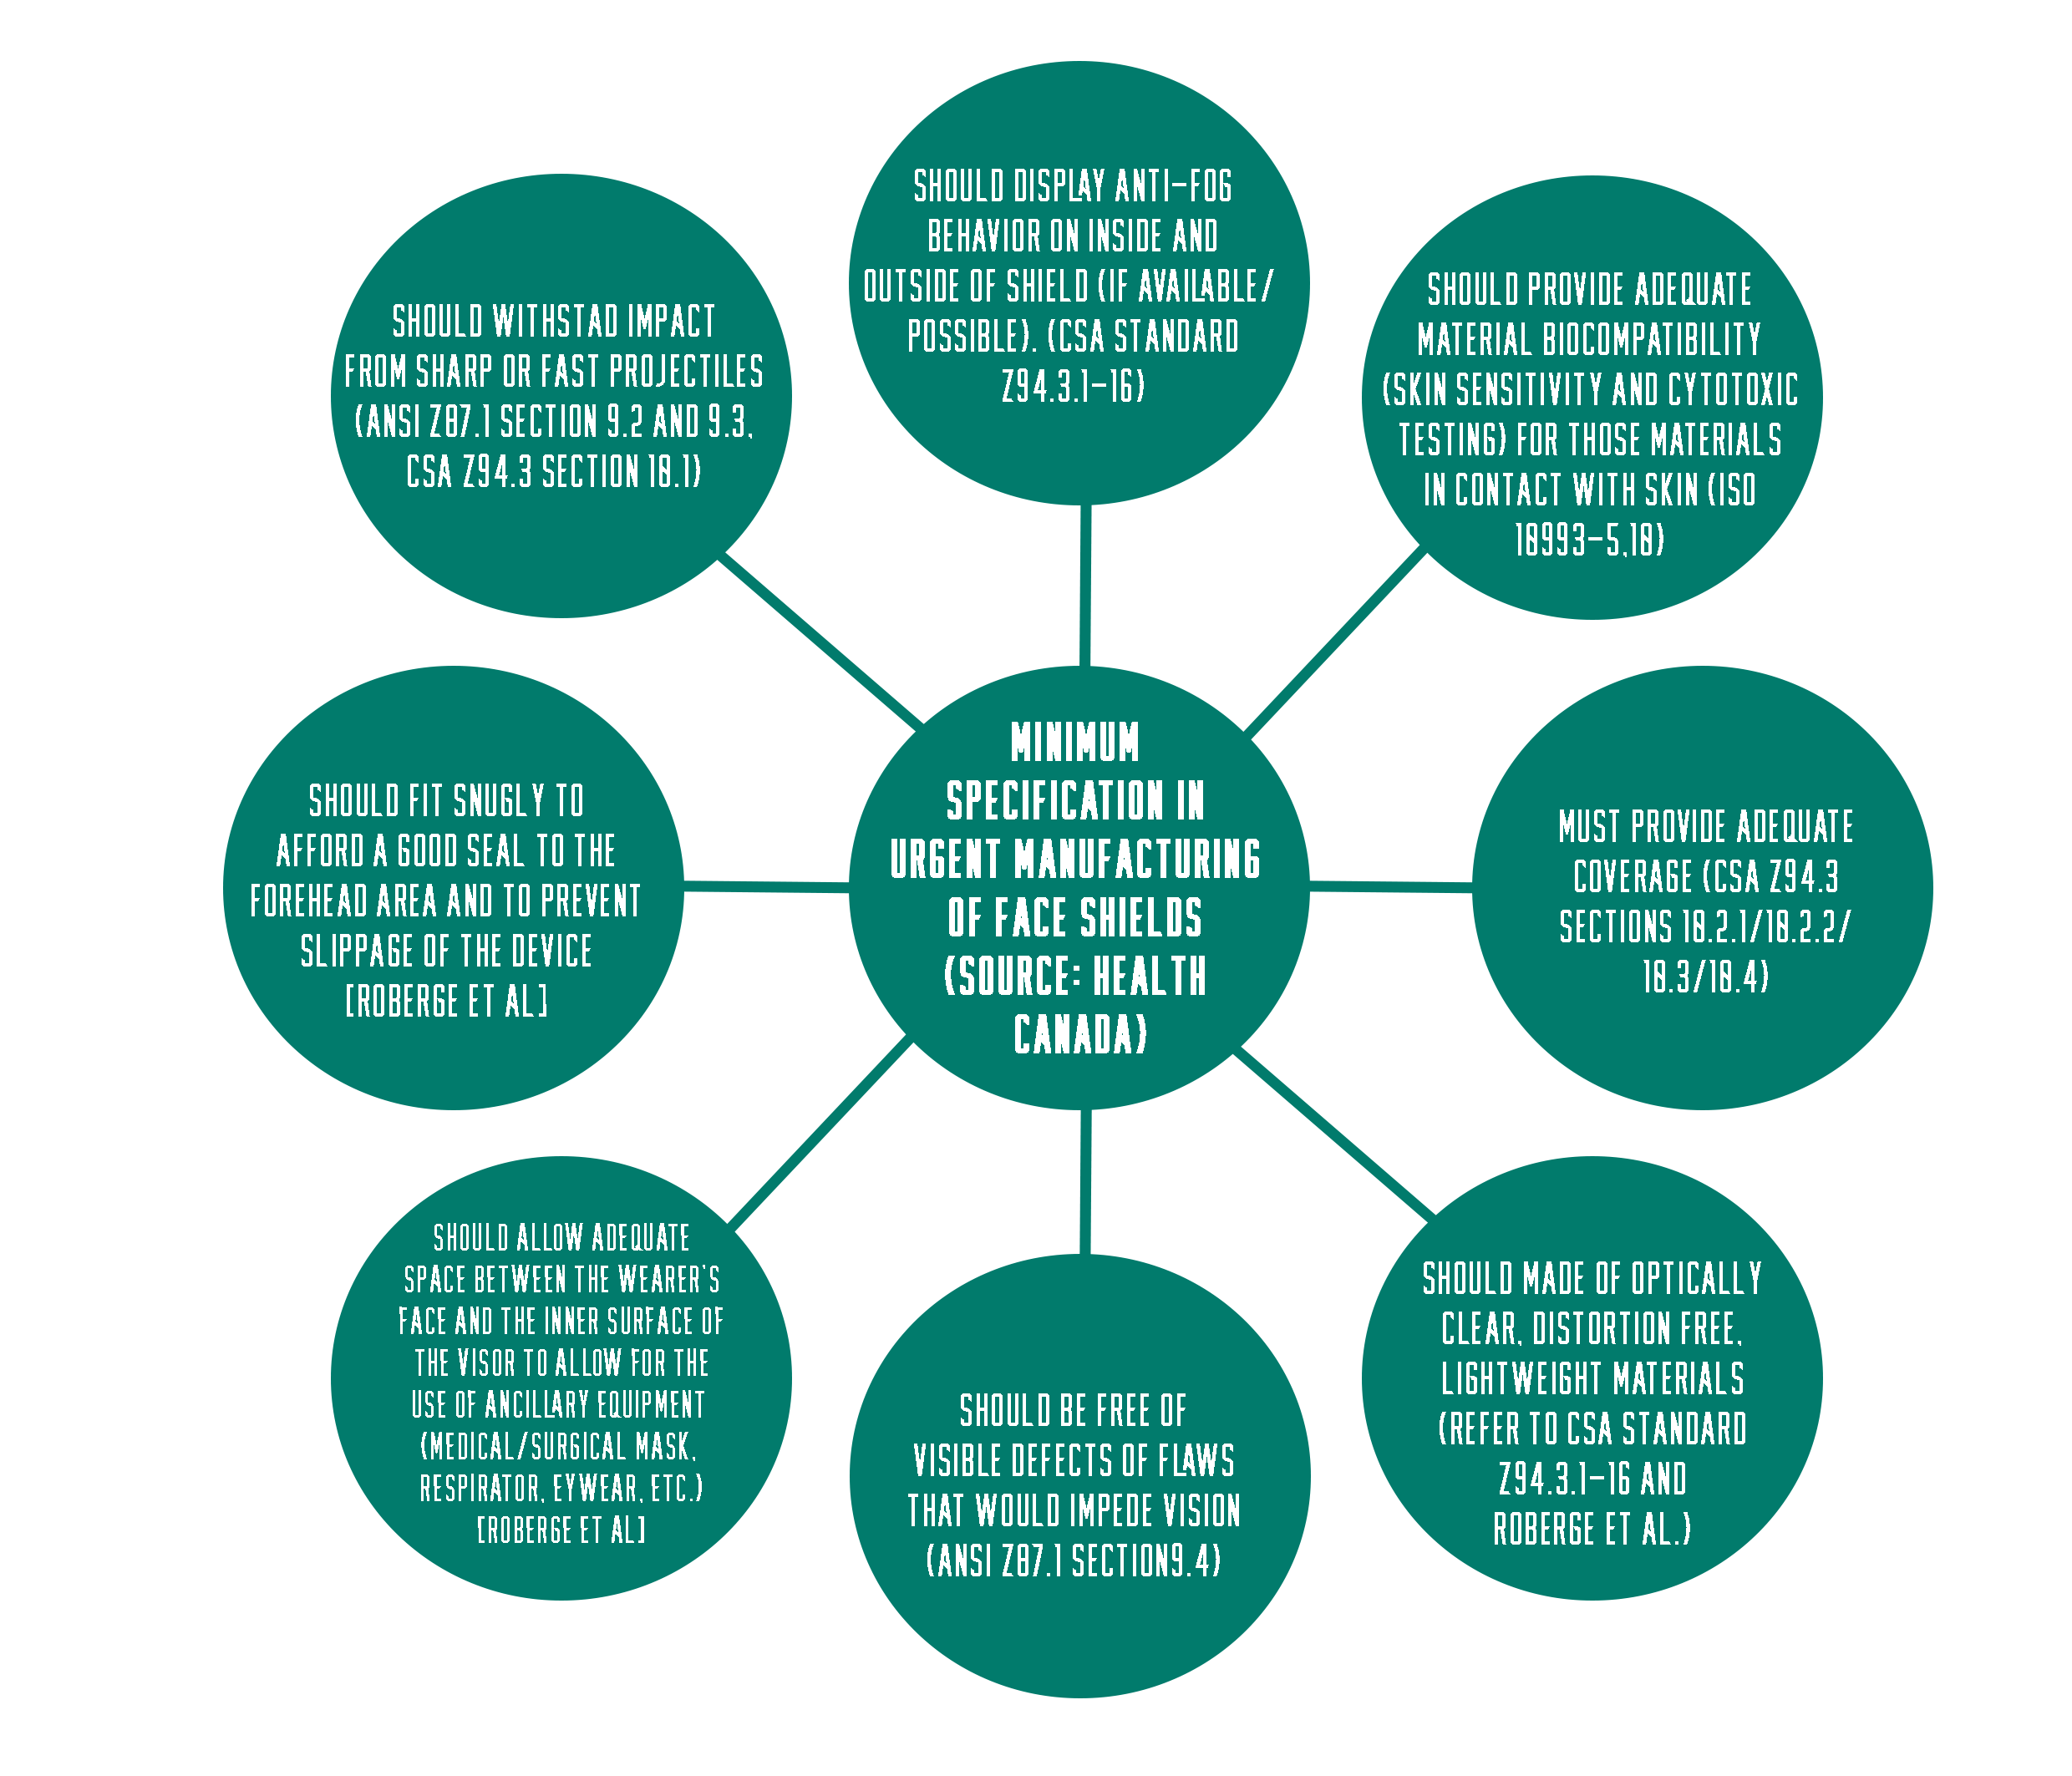 SHOULD DISPLAY ANTI-FOG
BEHAVIOR ON INSIDE AND
OUTSIDE OF SHIELD (IF AVAILABLE/
POSSIBLE). (CSA STANDARD
Z94.3.1-16)
SHOULD WITHSTAD IMPACT
FROM SHARP OR FAST PROJECTILES
(ANSI Z87.1 SECTION 9.2 AND 9.3,
CSA Z94.3 SECTION 10.1)
SHOULD PROVIDE ADEQUATE
MATERIAL BIOCOMPATIBILITY
(SKIN SENSITIVITY AND CYTOTOXIC
TESTING) FOR THOSE MATERIALS
IN CONTACT WITH SKIN (ISO
10993-5,10)
SHOULD FIT SNUGLY TO
AFFORD A GOOD SEAL TO THE
FOREHEAD AREA AND TO PREVENT
SLIPPAGE OF THE DEVICE
[ROBERGE ET AL]
MINIMUM
SPECIFICATION IN
URGENT MANUFACTURING
OF FACE SHIELDS
(SOURCE: HEALTH
CANADA)
MUST PROVIDE ADEQUATE
COVERAGE (CSA Z94.3
SECTIONS 10.2.1/10.2.2/
10.3/10.4)
SHOULD ALLOW ADEQUATE
SPACE BETWEEN THE WEARER'S
FACE AND THE INNER SURFACE OF
THE VISOR TO ALLOW FOR THE
USE OF ANCILLARY EQUIPMENT
(MEDICAL/SURGICAL MASK,
RESPIRATOR, EYWEAR, ETC.)
[ROBERGE ET AL]
SHOULD BE FREE OF
VISIBLE DEFECTS OF FLAWS
THAT WOULD IMPEDE VISION
(ANSI Z87.1 SECTION9.4)
SHOULD MADE OF OPTICALLY
CLEAR, DISTORTION FREE,
LIGHTWEIGHT MATERIALS
(REFER TO CSA STANDARD
Z94.3.1-16 AND
ROBERGE ET AL.)